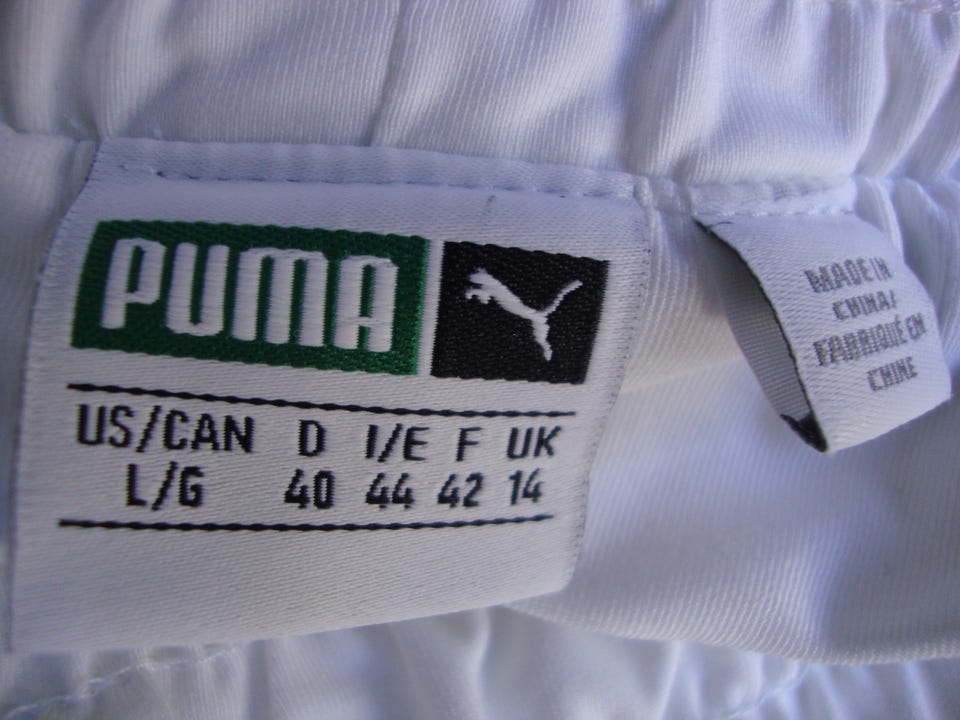 PUMA
US/CAN D I/E F UK
L/G 40 44 42 14
MADE IN
CHINA/
FABRIQUÉ EN
CHINE